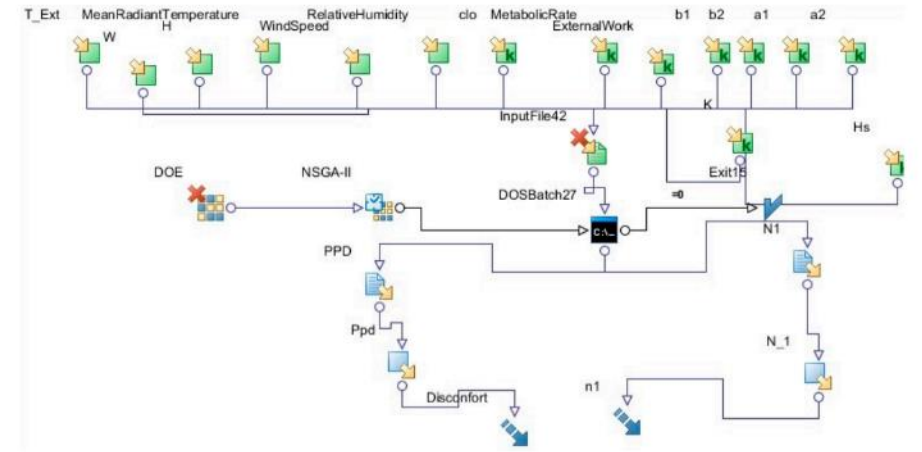 T_Ext MeanRadiantTemperature RelativeHumidity clo MetabolicRate b1 b2 a1 a2
W H WindSpeed ExternalWork
k k k k k k k
K
InputFile42
Hs
k
DOE NSGA-II Exit15
DOSBatch27 =0
C:\_
N1
PPD
Ppd
N_1
n1
Disconfort